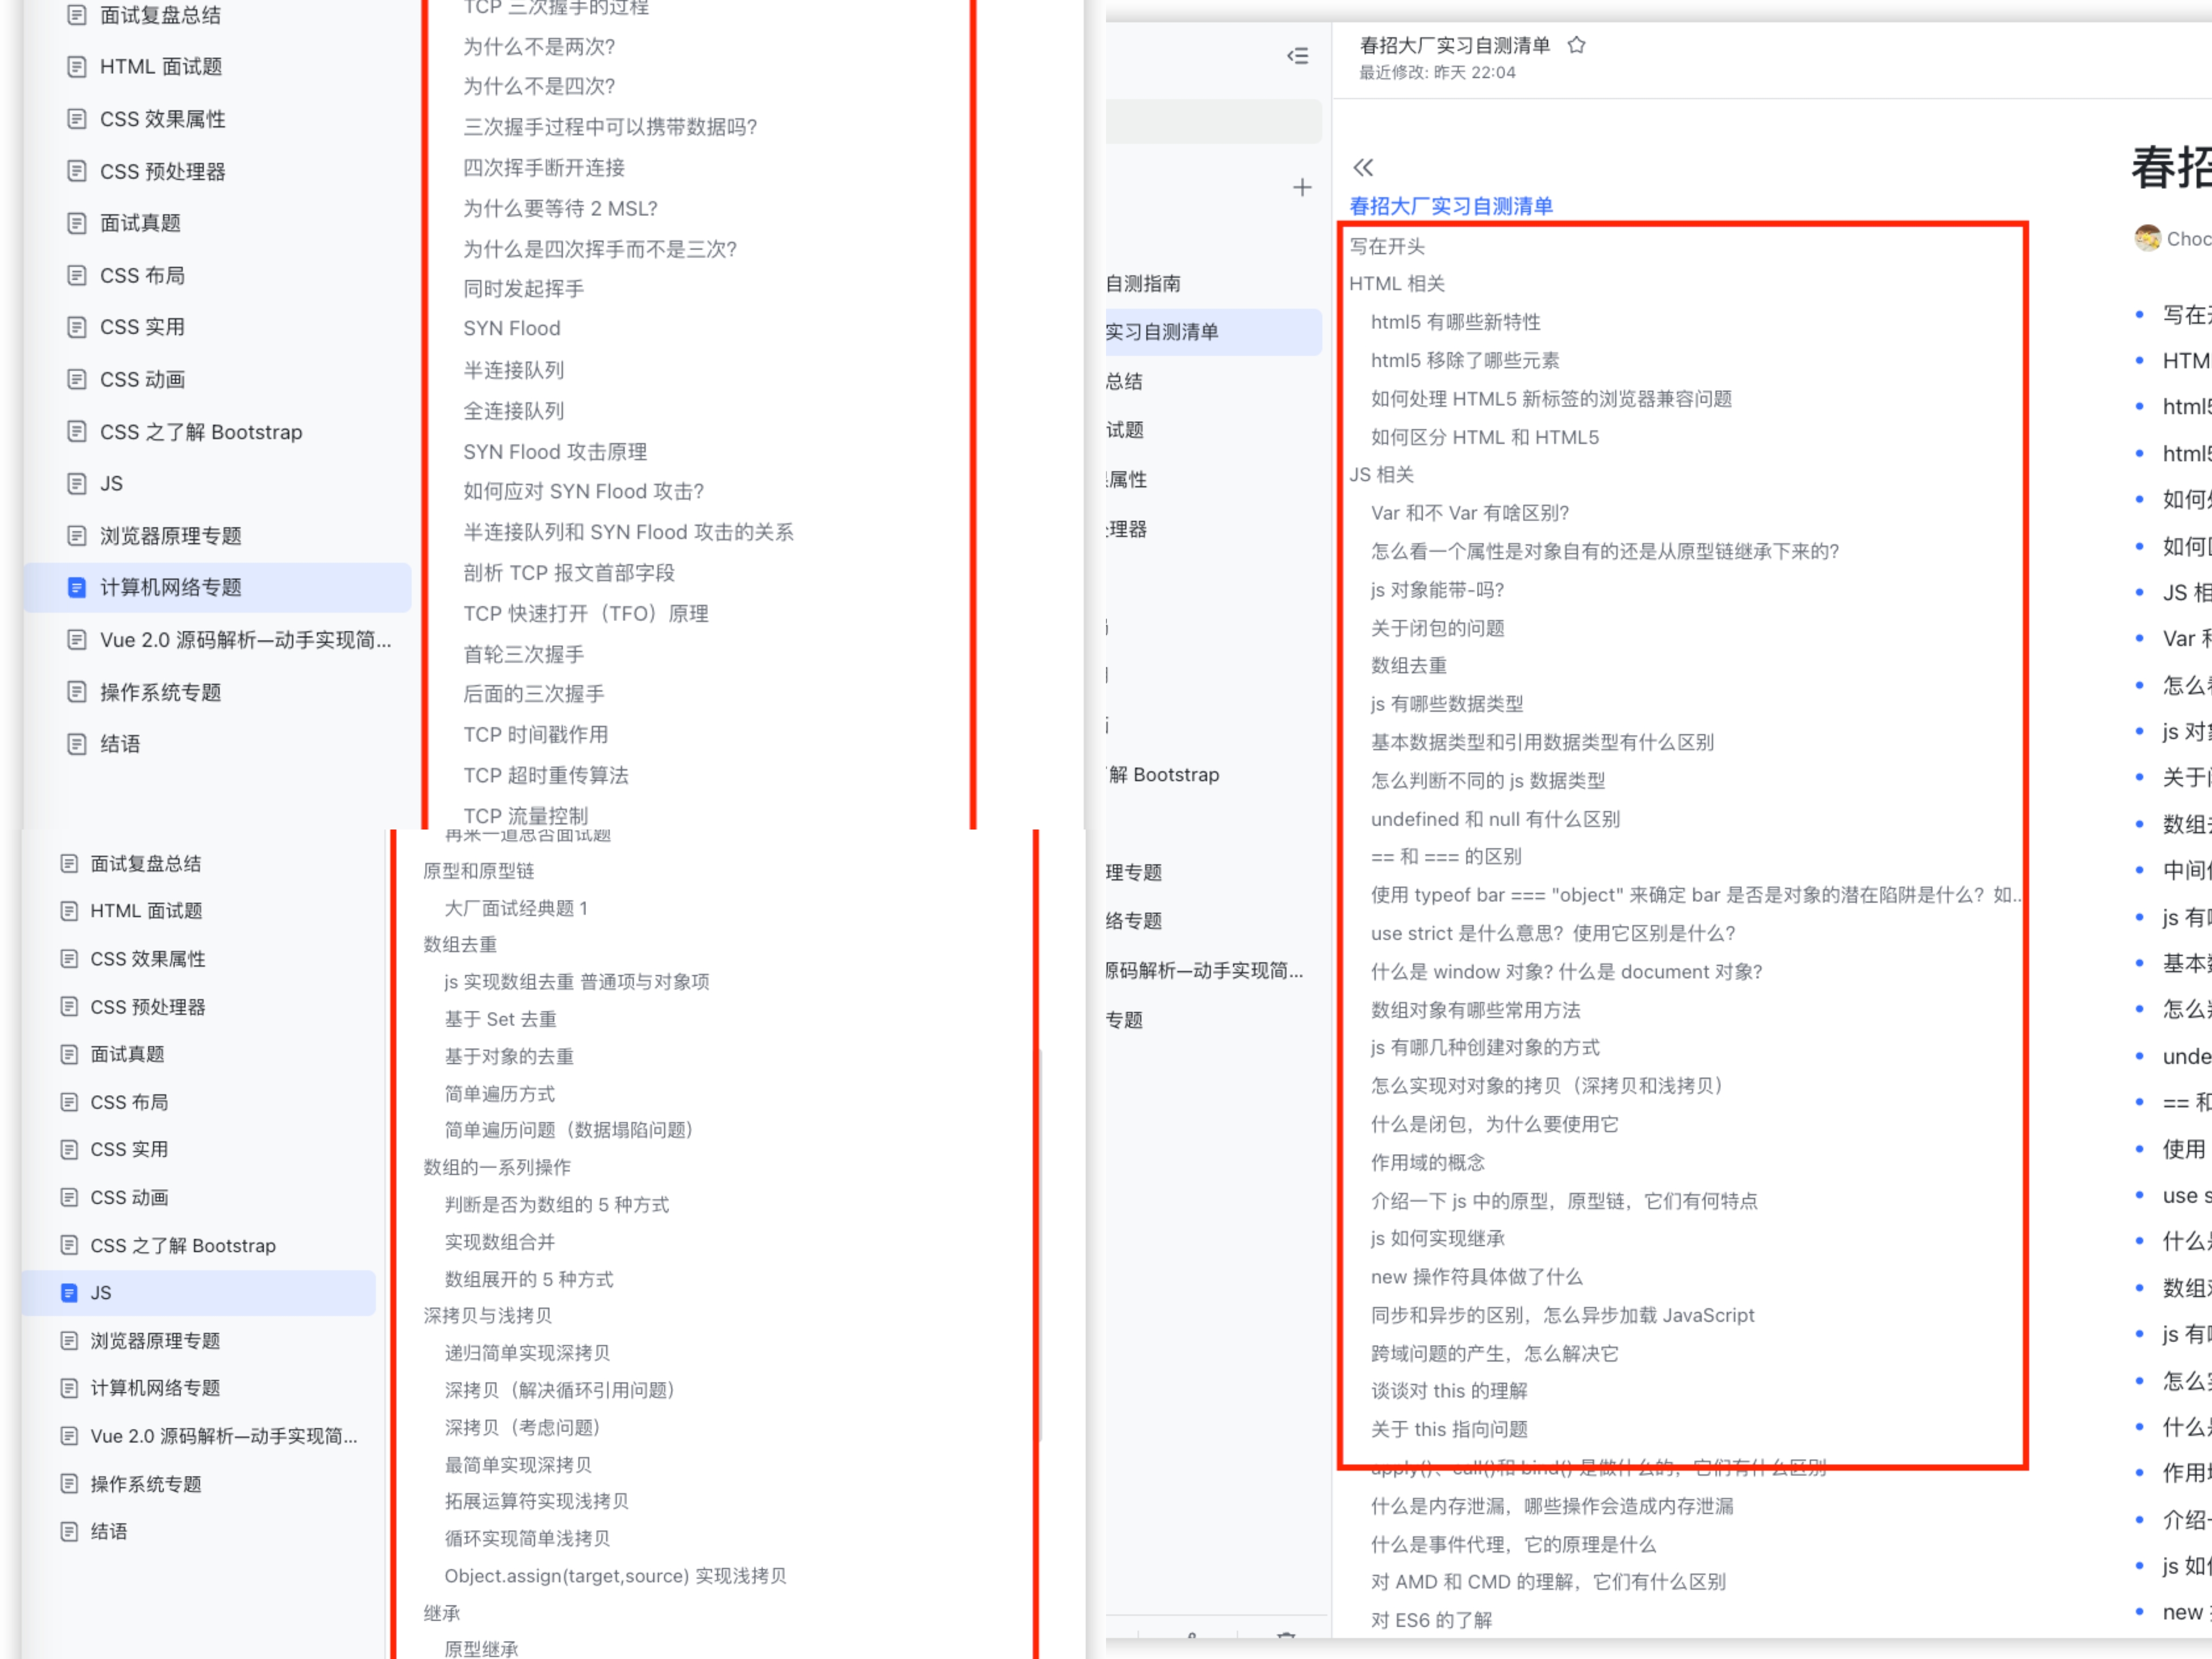 面试复盘总结
HTML 面试题
CSS 效果属性
CSS 预处理器
面试真题
CSS 布局
CSS 实用
CSS 动画
CSS 之了解 Bootstrap
JS
浏览器原理专题
计算机网络专题
Vue 2.0 源码解析—动手实现简...
操作系统专题
结语
TCP 三次握手的过程
为什么不是两次?
为什么不是四次?
三次握手过程中可以携带数据吗?
四次挥手断开连接
为什么要等待 2 MSL?
为什么是四次挥手而不是三次?
同时发起挥手
SYN Flood
半连接队列
全连接队列
SYN Flood 攻击原理
如何应对 SYN Flood 攻击?
半连接队列和 SYN Flood 攻击的关系
剖析 TCP 报文首部字段
TCP 快速打开（TFO）原理
首轮三次握手
后面的三次握手
TCP 时间戳作用
TCP 超时重传算法
TCP 流量控制
面试复盘总结
HTML 面试题
CSS 效果属性
CSS 预处理器
面试真题
CSS 布局
CSS 实用
CSS 动画
CSS 之了解 Bootstrap
JS
浏览器原理专题
计算机网络专题
Vue 2.0 源码解析—动手实现简...
操作系统专题
结语
再来一道思否面试题
原型和原型链
大厂面试经典题 1
数组去重
js 实现数组去重 普通项与对象项
基于 Set 去重
基于对象的去重
简单遍历方式
简单遍历问题（数据塌陷问题）
数组的一系列操作
判断是否为数组的 5 种方式
实现数组合并
数组展开的 5 种方式
深拷贝与浅拷贝
递归简单实现深拷贝
深拷贝（解决循环引用问题）
深拷贝（考虑问题）
最简单实现深拷贝
拓展运算符实现浅拷贝
循环实现简单浅拷贝
Object.assign(target,source) 实现浅拷贝
继承
原型继承
自测指南
实习自测清单
总结
试题
属性
理器
解 Bootstrap
理专题
络专题
源码解析—动手实现简...
专题
春招大厂实习自测清单
最近修改: 昨天 22:04
春招大厂实习自测清单
写在开头
HTML 相关
html5 有哪些新特性
html5 移除了哪些元素
如何处理 HTML5 新标签的浏览器兼容问题
如何区分 HTML 和 HTML5
JS 相关
Var 和不 Var 有啥区别?
怎么看一个属性是对象自有的还是从原型链继承下来的?
js 对象能带-吗?
关于闭包的问题
数组去重
js 有哪些数据类型
基本数据类型和引用数据类型有什么区别
怎么判断不同的 js 数据类型
undefined 和 null 有什么区别
== 和 === 的区别
使用 typeof bar === "object" 来确定 bar 是否是对象的潜在陷阱是什么？如...
use strict 是什么意思？使用它区别是什么?
什么是 window 对象? 什么是 document 对象?
数组对象有哪些常用方法
js 有哪几种创建对象的方式
怎么实现对对象的拷贝（深拷贝和浅拷贝）
什么是闭包，为什么要使用它
作用域的概念
介绍一下 js 中的原型，原型链，它们有何特点
js 如何实现继承
new 操作符具体做了什么
同步和异步的区别，怎么异步加载 JavaScript
跨域问题的产生，怎么解决它
谈谈对 this 的理解
关于 this 指向问题
apply()、call()和 bind() 是做什么的，它们有什么区别
什么是内存泄漏，哪些操作会造成内存泄漏
什么是事件代理，它的原理是什么
对 AMD 和 CMD 的理解，它们有什么区别
对 ES6 的了解
春招
Choc
写在
HTM
html5
html5
如何
如何
JS 相
Var 和
怎么
js 对
关于
数组
中间
js 有
基本
怎么
unde
== 和
使用
use s
什么
数组
js 有
怎么
什么
作用
介绍
js 如
new